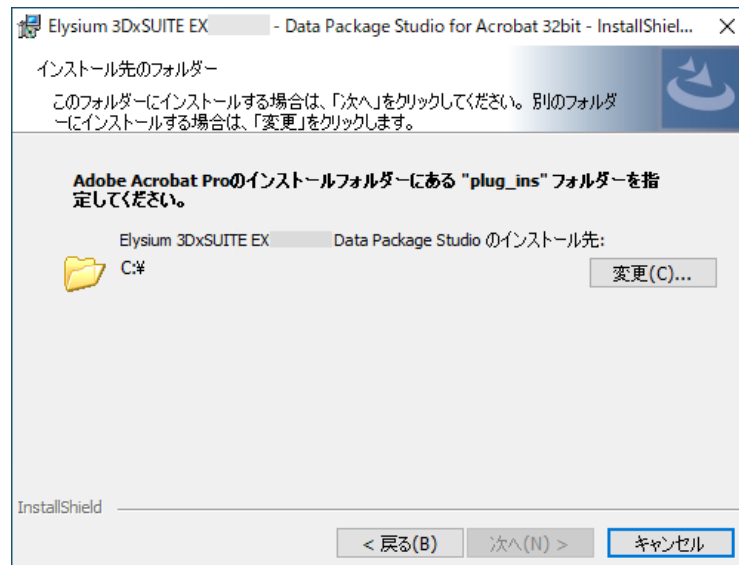 Elysium 3DxSUITE EX - Data Package Studio for Acrobat 32bit - InstallShiel...
インストール先のフォルダー
このフォルダーにインストールする場合は、「次へ」をクリックしてください。別のフォルダ
ーにインストールする場合は、「変更」をクリックします。
Adobe Acrobat Proのインストールフォルダーにある "plug_ins" フォルダーを指
定してください。
Elysium 3DxSUITE EX Data Package Studio のインストール先:
C:¥
変更(C)...
InstallShield
< 戻る(B)
次へ(N) >
キャンセル